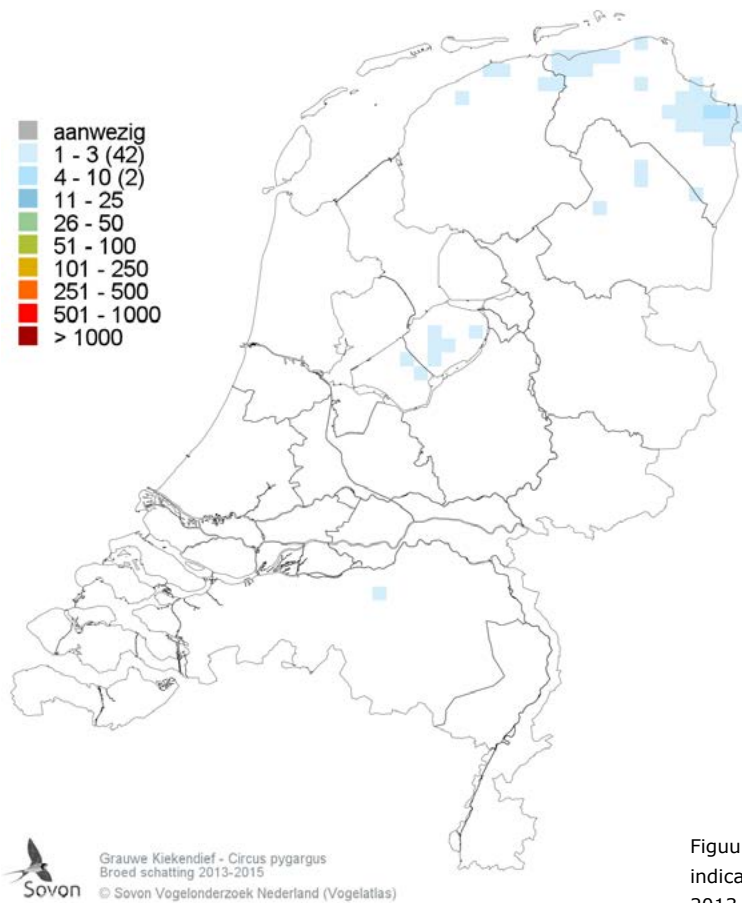 aanwezig
1 - 3 (42)
4 - 10 (2)
11 - 25
26 - 50
51 - 100
101 - 250
251 - 500
501 - 1000
> 1000
Sovon
Grauwe Kiekendief - Circus pygargus
Broed schatting 2013-2015
© Sovon Vogelonderzoek Nederland (Vogelatlas)
Figuu
indica